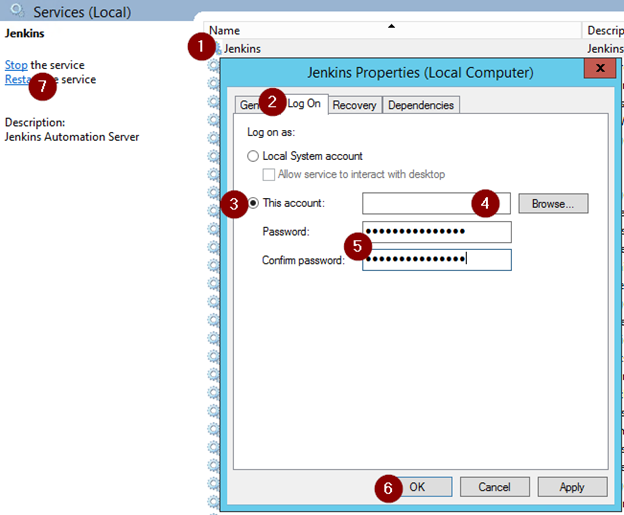 Services (Local)
Jenkins
Stop the service
the service
Description:
Jenkins Automation Server
Name
Descrip
1
Jenkins
Jenkins
Jenkins Properties (Local Computer)
x
2
Log On
Recovery
Dependencies
Log on as:
Local System account
Allow service to interact with desktop
3
This account:
4
Browse...
Password:
5
Confirm password:
6
OK
Cancel
Apply
7